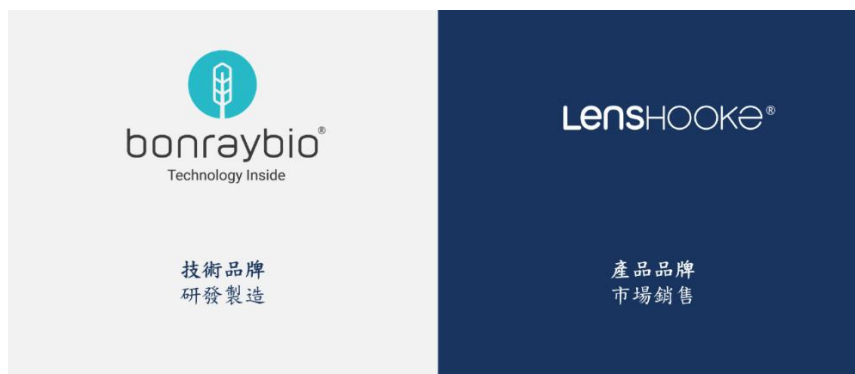 bonraybio®
Technology Inside
技術品牌
研發製造
LENSHOOKE®
產品品牌
市場銷售